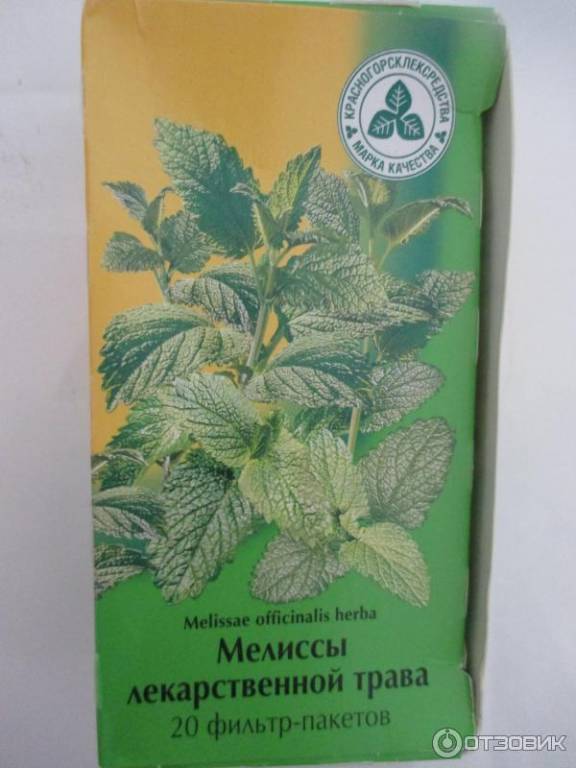 КРАСНОГОРСКЛЕКСРЕДСТВА
МАРКА КАЧЕСТВА
Melissae officinalis herba
Мелиссы
лекарственной трава
20 фильтр-пакетов
ОТЗОВИК